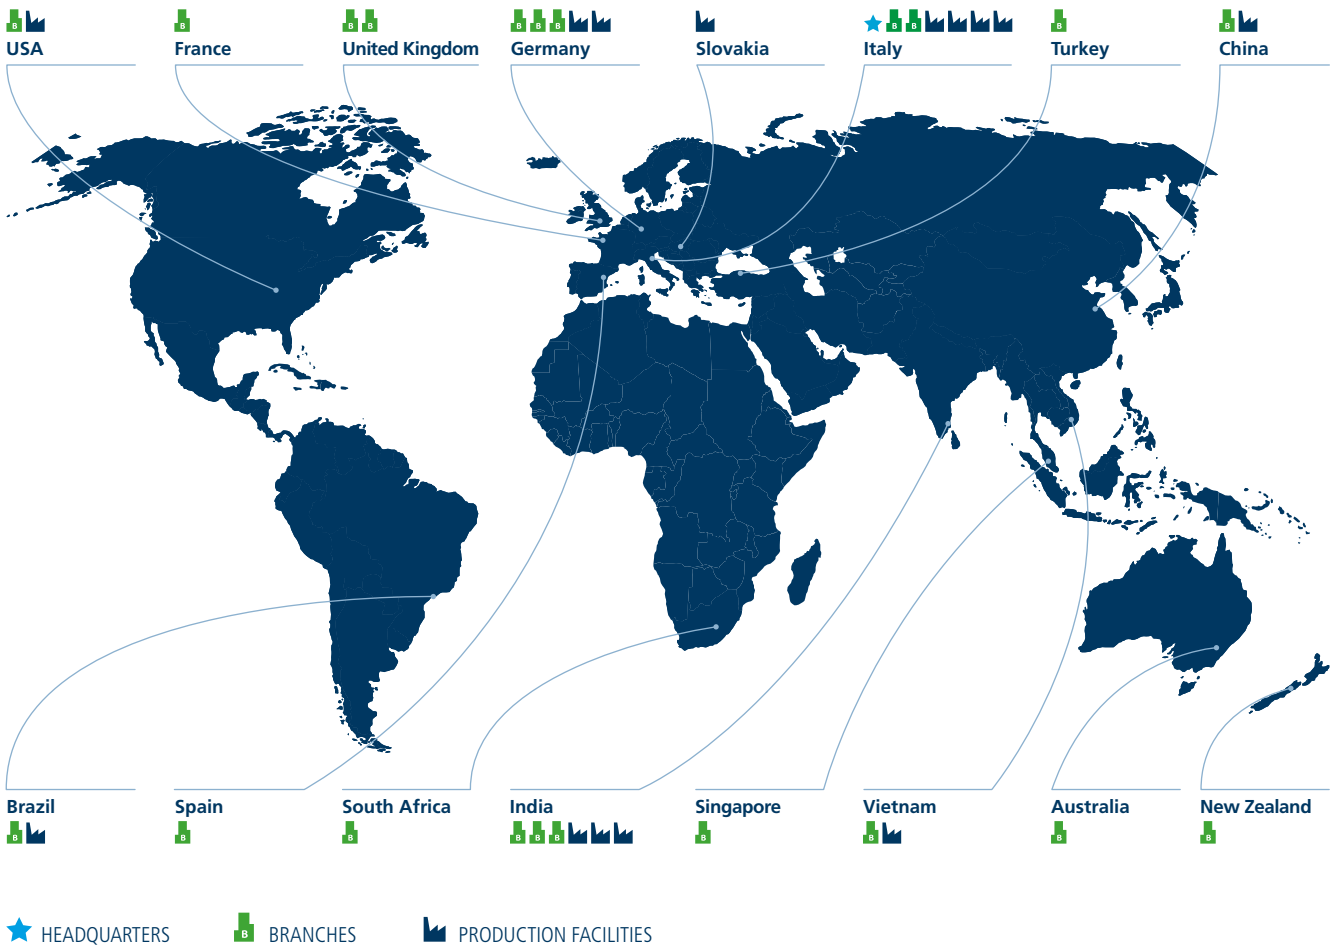 B B B B B B B B B B B
USA France United Kingdom Germany Slovakia Italy Turkey China
Brazil Spain South Africa India Singapore Vietnam Australia New Zealand
B B B B B B B B B B
HEADQUARTERS B BRANCHES PRODUCTION FACILITIES